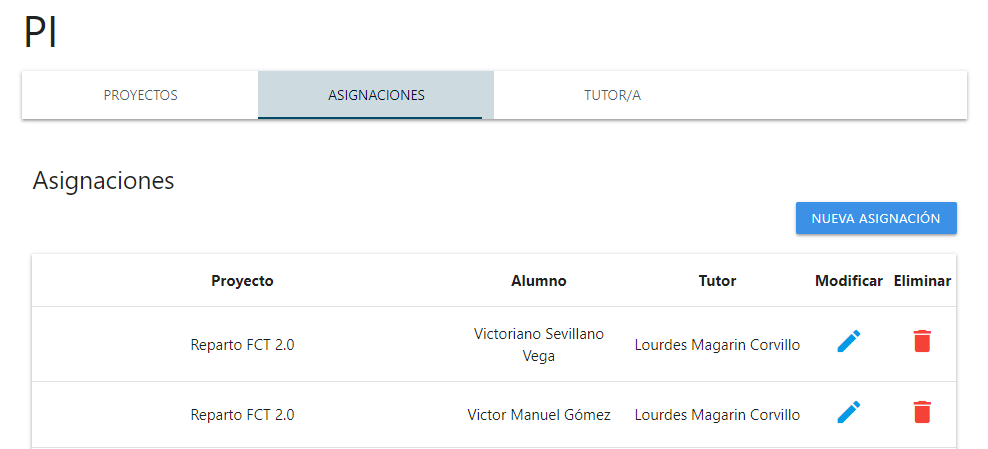 PI
PROYECTOS ASIGNACIONES TUTOR/A
Asignaciones
NUEVA ASIGNACIÓN
Proyecto Alumno Tutor Modificar Eliminar
Reparto FCT 2.0 Victoriano Sevillano Vega Lourdes Magarin Corvillo
Reparto FCT 2.0 Victor Manuel Gómez Lourdes Magarin Corvillo